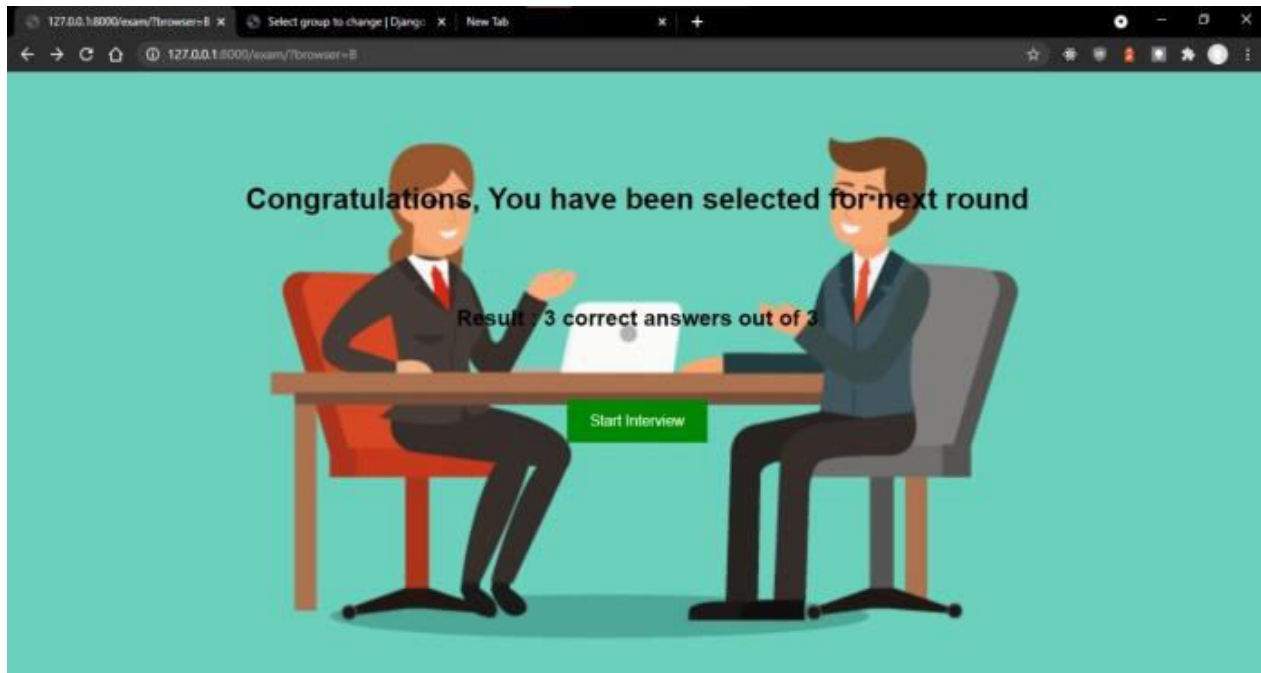 127.0.0.1:8000/exam/?browser=B
Select group to change | Django
New Tab
127.0.0.1:8000/exam/?browser=B
Congratulations, You have been selected for next round
Result : 3 correct answers out of 3
Start Interview